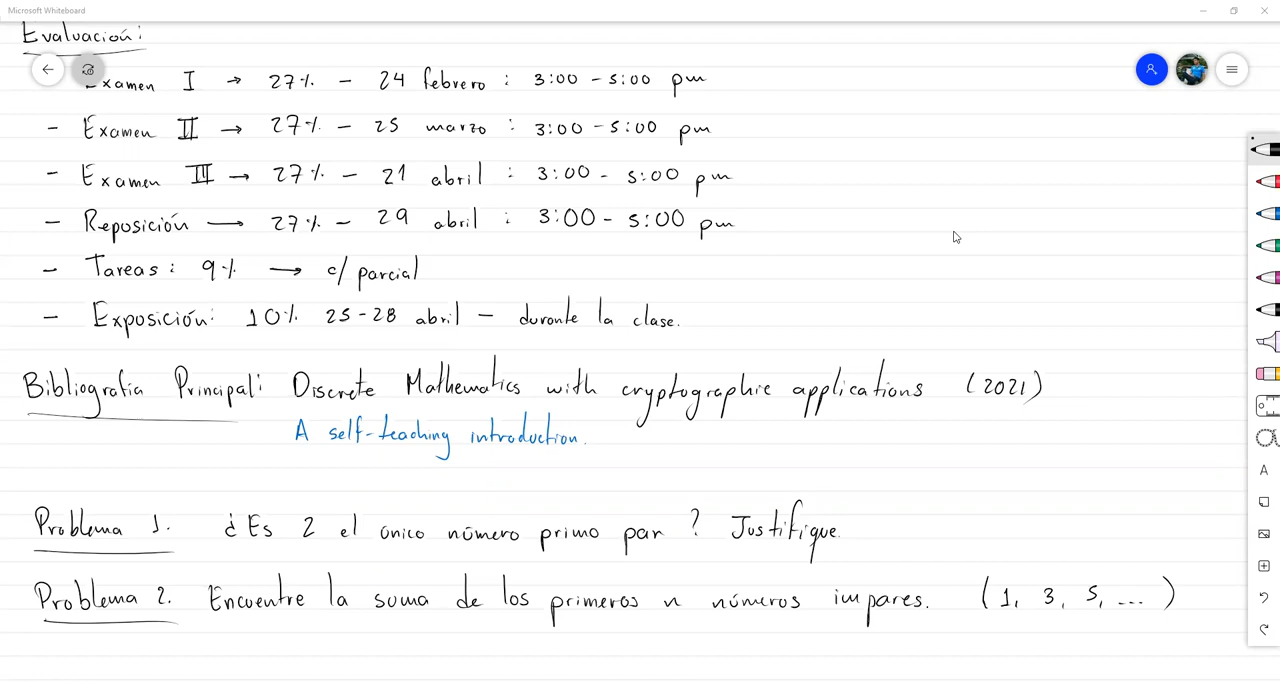 Microsoft Whiteboard
Evaluación:
Examen I → 27% - 24 febrero : 3:00 - 5:00 pm
- Examen II → 27% - 25 marzo : 3:00 - 5:00 pm
- Examen III → 27% - 21 abril : 3:00 - 5:00 pm
- Reposición → 27% - 29 abril : 3:00 - 5:00 pm
- Tareas : 9% → c/ parcial
- Exposición: 10% 25-28 abril - durante la clase.
Bibliografía Principal: Discrete Mathematics with cryptographic applications (2021)
A self-teaching introduction.
Problema 1. ¿Es 2 el único número primo par? Justifique.
Problema 2. Encuentre la suma de los primeros n números impares. (1, 3, 5, ...)